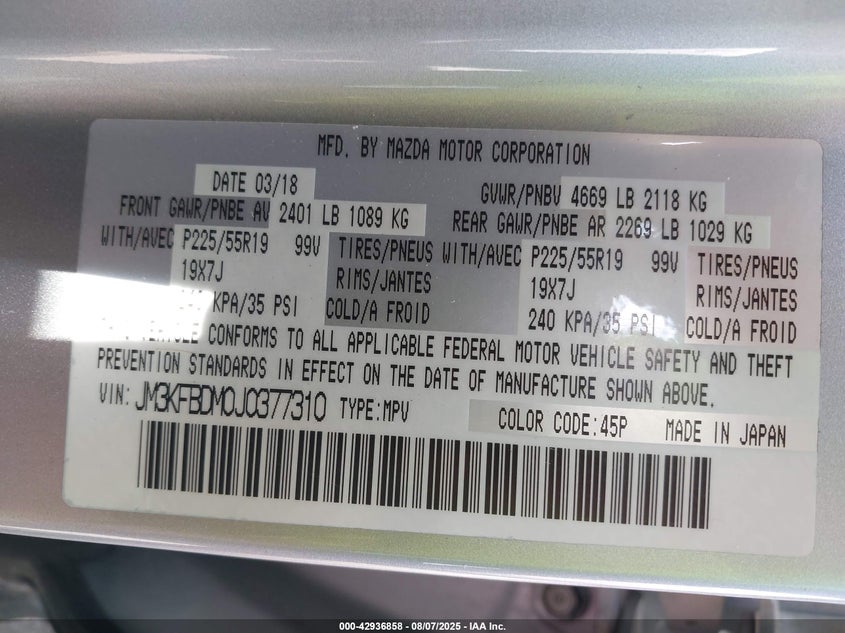 MFD. BY MAZDA MOTOR CORPORATION
DATE 03/18 GVWR/PNBV 4669 LB 2118 KG
FRONT GAWR/PNBE AV 2401 LB 1089 KG REAR GAWR/PNBE AR 2269 LB 1029 KG
WITH/AVEC P225/55R19 99V TIRES/PNEUS WITH/AVEC P225/55R19 99V TIRES/PNEUS
19X7J RIMS/JANTES 19X7J RIMS/JANTES
KPA/35 PSI COLD/A FROID 240 KPA/35 PSI COLD/A FROID
VEHICLE CONFORMS TO ALL APPLICABLE FEDERAL MOTOR VEHICLE SAFETY AND THEFT
PREVENTION STANDARDS IN EFFECT ON THE DATE OF MANUFACTURE SHOWN ABOVE.
VIN: JM3KFBDM0J0377310 TYPE:MPV COLOR CODE:45P MADE IN JAPAN
000-42936858 - 08/07/2025 - IAA Inc.